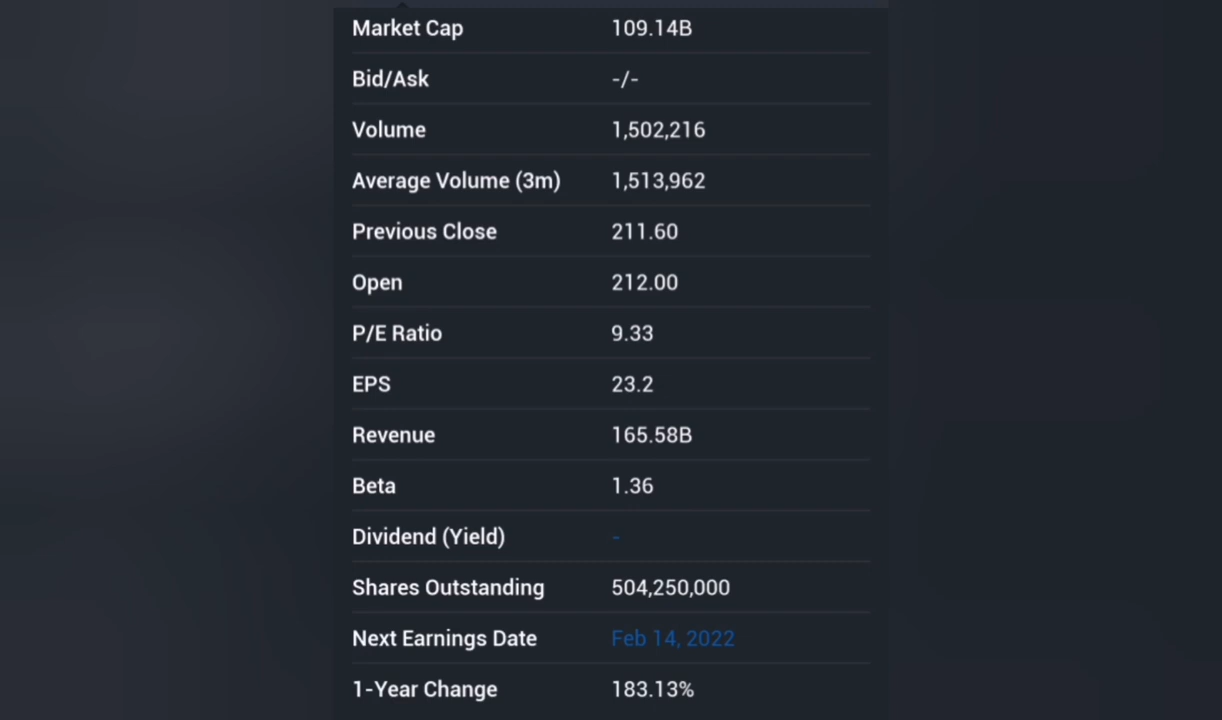 Market Cap 109.14B
Bid/Ask -/-
Volume 1,502,216
Average Volume (3m) 1,513,962
Previous Close 211.60
Open 212.00
P/E Ratio 9.33
EPS 23.2
Revenue 165.58B
Beta 1.36
Dividend (Yield) -
Shares Outstanding 504,250,000
Next Earnings Date Feb 14, 2022
1-Year Change 183.13%